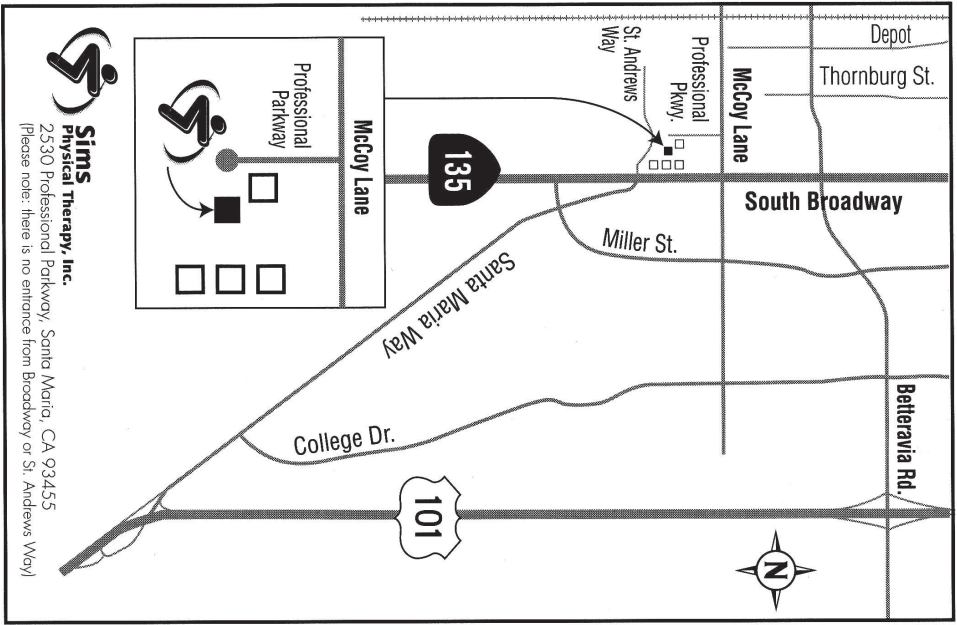 Depot
Thornburg St.
St. Andrews
Way
Professional
Pkwy.
McCoy Lane
South Broadway
135
Miller St.
Santa Maria Way
College Dr.
Betteravia Rd.
101
N
McCoy Lane
Professional
Parkway
Sims
Physical Therapy, Inc.
2530 Professional Parkway, Santa Maria, CA 93455
(Please note: there is no entrance from Broadway or St. Andrews Way)